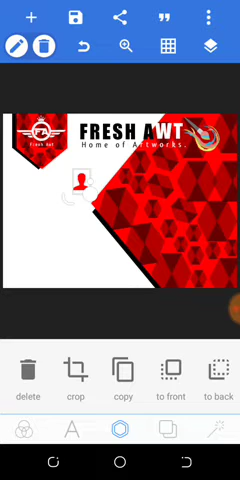 FA
Fresh Awt
FRESH AWT
Home of Artworks.
delete
crop
copy
to front
to back